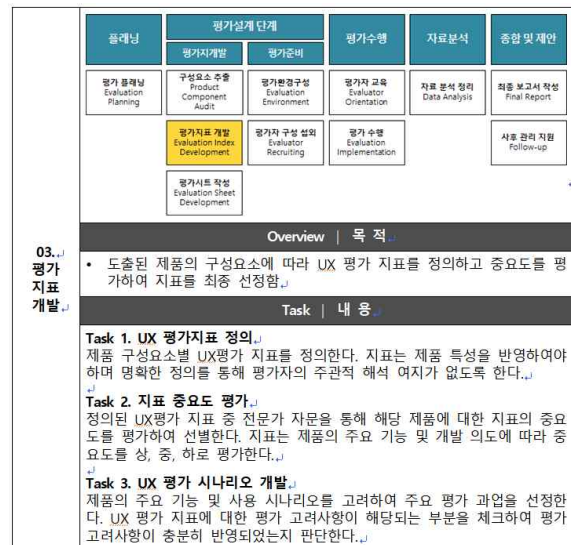 플래닝
평가설계 단계
평가지개발
평가준비
평가수행
자료분석
종합 및 제안
평가 플래닝
Evaluation
Planning
구성요소 추출
Product
Component
Audit
평가환경구성
Evaluation
Environment
평가자 교육
Evaluator
Orientation
자료 분석 정리
Data Analysis
최종 보고서 작성
Final Report
평가지표 개발
Evaluation Index
Development
평가자 구성 섭외
Evaluator
Recruiting
평가 수행
Evaluation
Implementation
사후 관리 지원
Follow-up
평가시트 작성
Evaluation Sheet
Development
03.
평가
지표
개발
Overview | 목 적
• 도출된 제품의 구성요소에 따라 UX 평가 지표를 정의하고 중요도를 평
가하여 지표를 최종 선정함
Task | 내 용
Task 1. UX 평가지표 정의
제품 구성요소별 UX평가 지표를 정의한다. 지표는 제품 특성을 반영하여야
하며 명확한 정의를 통해 평가자의 주관적 해석 여지가 없도록 한다.
Task 2. 지표 중요도 평가
정의된 UX평가 지표 중 전문가 자문을 통해 해당 제품에 대한 지표의 중요
도를 평가하여 선별한다. 지표는 제품의 주요 기능 및 개발 의도에 따라 중
요도를 상, 중, 하로 평가한다.
Task 3. UX 평가 시나리오 개발
제품의 주요 기능 및 사용 시나리오를 고려하여 주요 평가 과업을 선정한
다. UX 평가 지표에 대한 평가 고려사항이 해당되는 부분을 체크하여 평가
고려사항이 충분히 반영되었는지 판단한다.